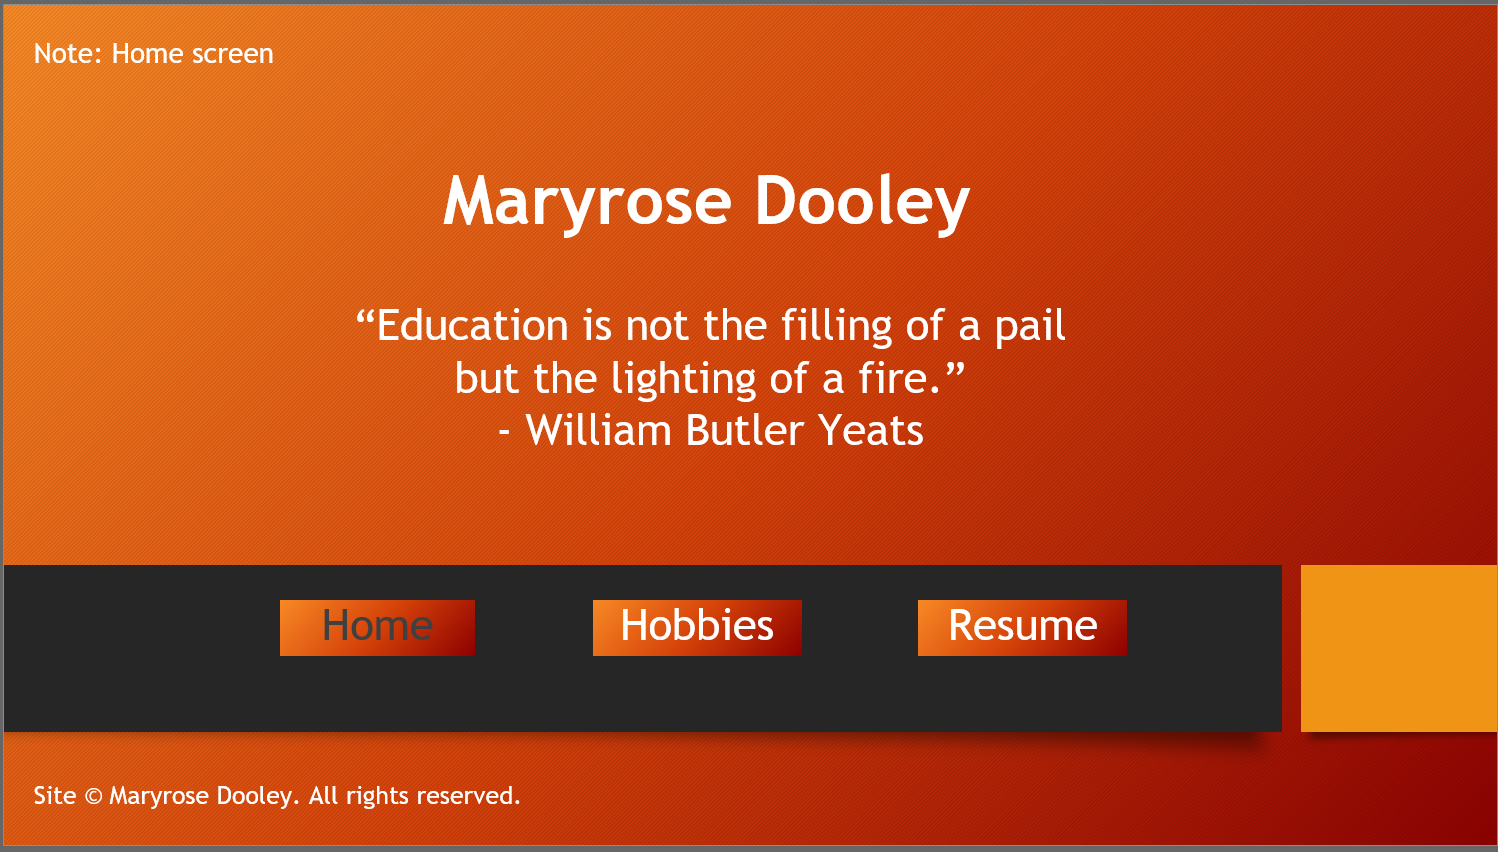 Note: Home screen
Maryrose Dooley
“Education is not the filling of a pail
but the lighting of a fire.”
- William Butler Yeats
Home
Hobbies
Resume
Site © Maryrose Dooley. All rights reserved.